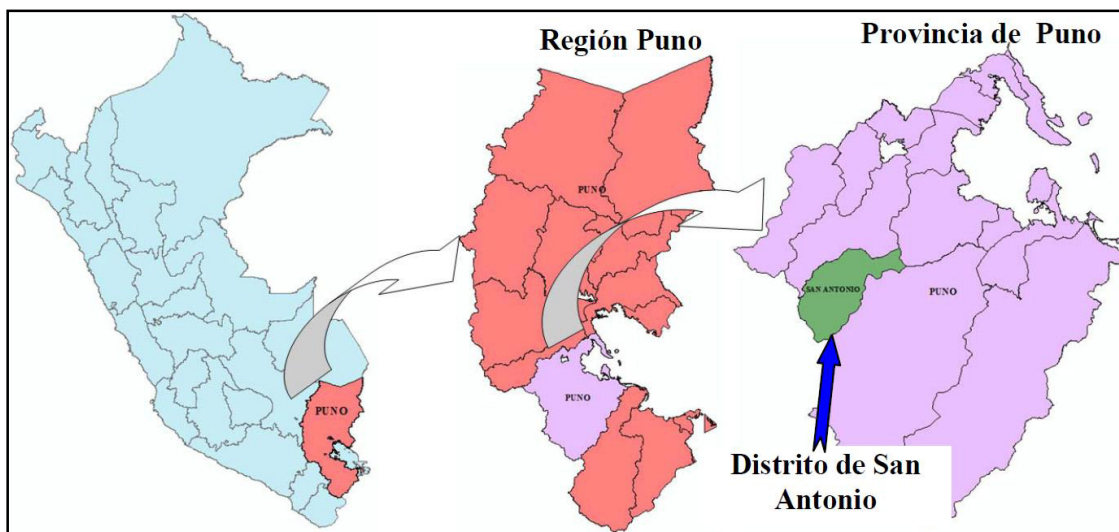 Región Puno
Provincia de Puno
PUNO
PUNO
PUNO
SAN ANTONIO
PUNO
Distrito de San
Antonio